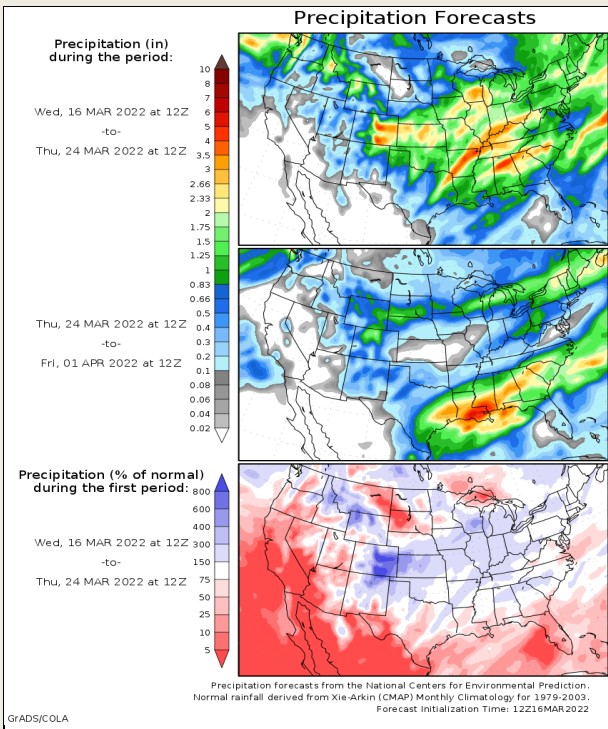 Precipitation Forecasts
Precipitation (in)
during the period:
Wed, 16 MAR 2022 at 12Z
-to-
Thu, 24 MAR 2022 at 12Z
10
8
7
6
5
4
3.5
3
2.66
2.33
2
1.75
1.5
1.25
1
0.83
0.66
0.5
0.4
0.3
0.2
0.1
0.08
0.06
0.04
0.02
Thu, 24 MAR 2022 at 12Z
-to-
Fri, 01 APR 2022 at 12Z
Precipitation (% of normal)
during the first period:
Wed, 16 MAR 2022 at 12Z
-to-
Thu, 24 MAR 2022 at 12Z
800
600
400
300
150
75
50
25
10
5
Precipitation forecasts from the National Centers for Environmental Prediction.
Normal rainfall derived from Xie-Arkin (CMAP) Monthly Climatology for 1979-2003.
Forecast Initialization Time: 12Z16MAR2022
GrADS/COLA